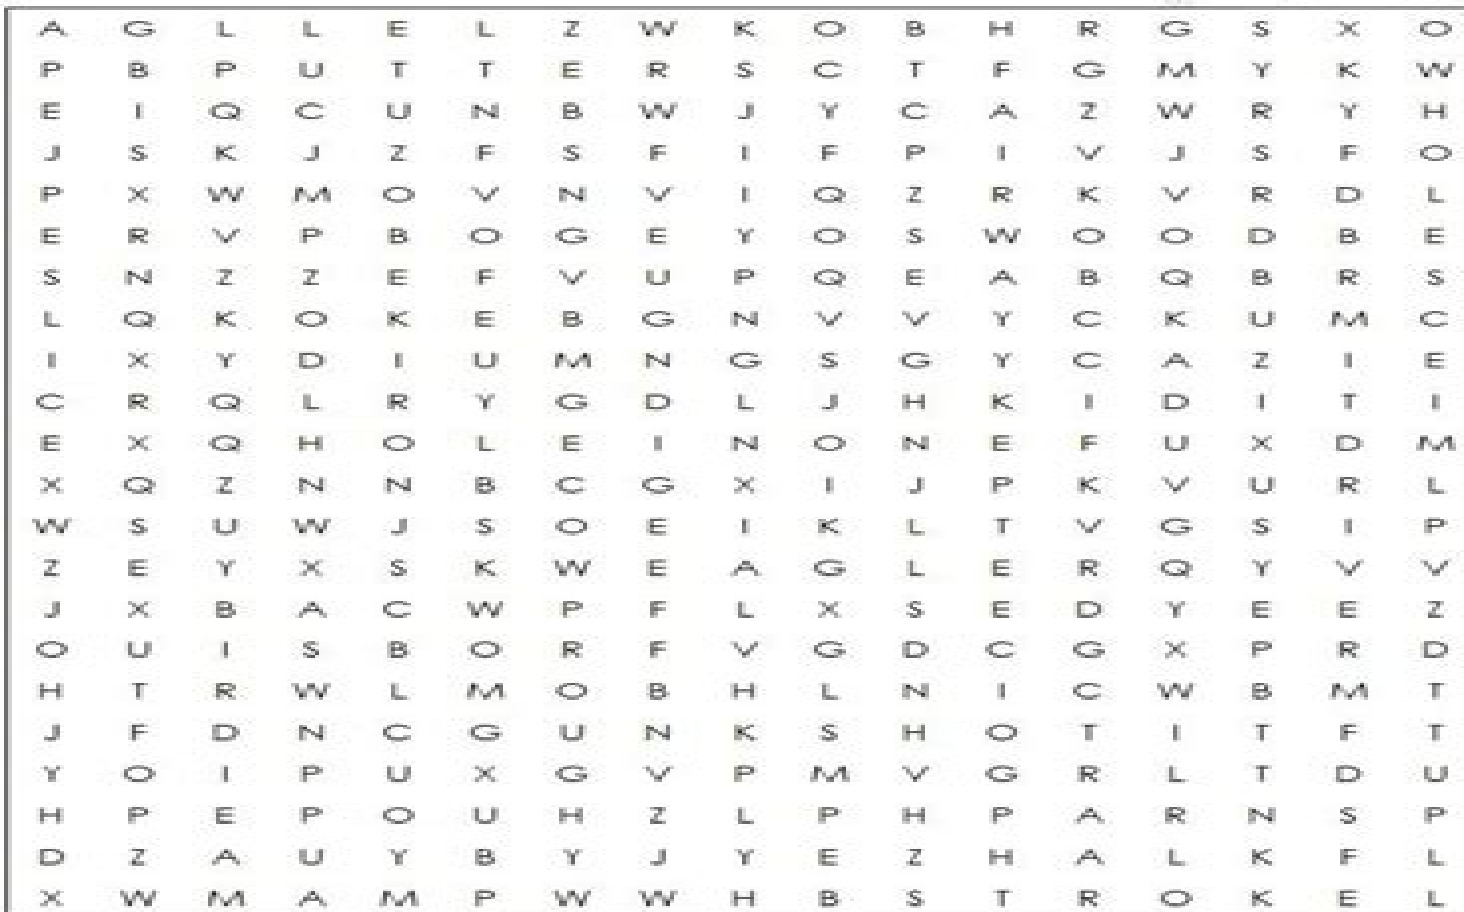 A G L L E L Z W K O B H R G S X O
P B P U T T E R S C T F G M Y K W
E I Q C U N B W J Y C A Z W R Y H
J S K J Z F S F I F P I V J S F O
P X W M O V N V I Q Z R K V R D L
E R V P B O G E Y O S W O O D B E
S N Z Z E F V U P Q E A B Q B R S
L Q K O K E B G N V V Y C K U M C
I X Y D I U M N G S G Y C A Z I E
C R Q L R Y G D L J H K I D I T I
E X Q H O L E I N O N E F U X D M
X Q Z N N B C G X I J P K V U R L
W S U W J S O E I K L T V G S I P
Z E Y X S K W E A G L E R Q Y V V
J X B A C W P F L X S E D Y E E Z
O U I S B O R F V G D C G X P R D
H T R W L M O B H L N I C W B M T
J F D N C G U N K S H O T I T F T
Y O I P U X G V P M V G R L T D U
H P E P O U H Z L P H P A R N S P
D Z A U Y B Y J Y E Z H A L K F L
X W M A M P W W H B S T R O K E L